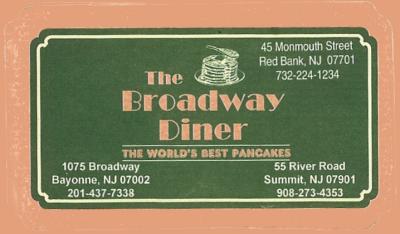 45 Monmouth Street
Red Bank, NJ 07701
732-224-1234
The
Broadway
Diner
THE WORLD'S BEST PANCAKES
1075 Broadway
Bayonne, NJ 07002
201-437-7338
55 River Road
Summit, NJ 07901
908-273-4353